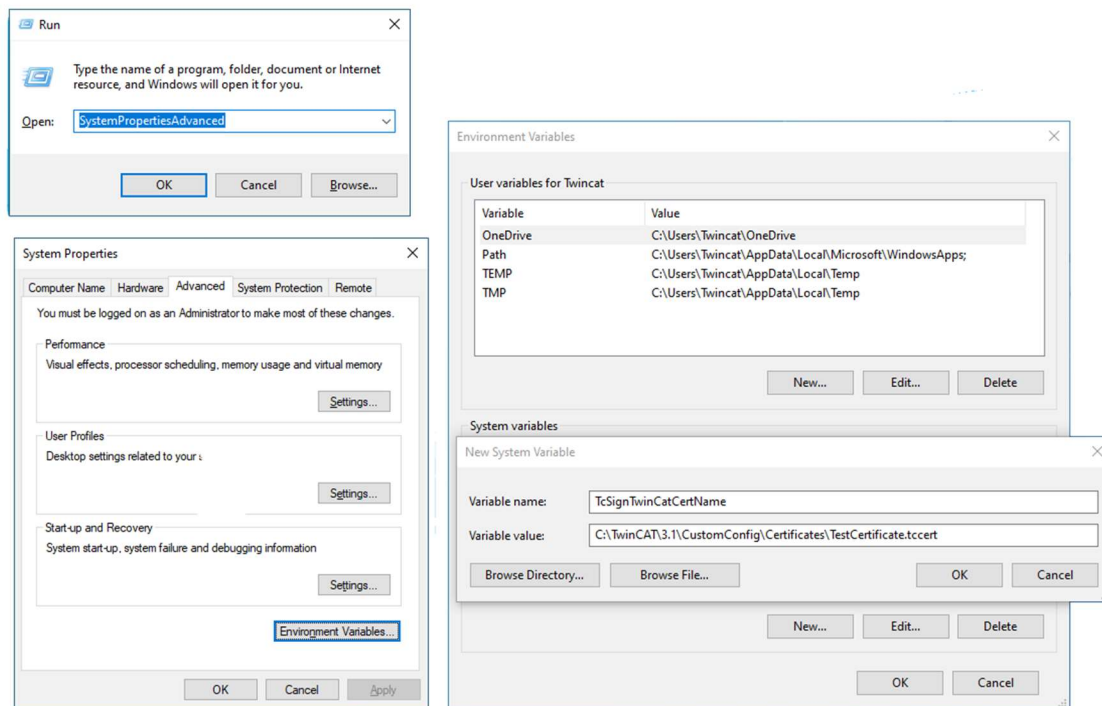 Run
Type the name of a program, folder, document or Internet
resource, and Windows will open it for you.
Open: SystemPropertiesAdvanced
OK Cancel Browse...
System Properties
Computer Name Hardware Advanced System Protection Remote
You must be logged on as an Administrator to make most of these changes.
Performance
Visual effects, processor scheduling, memory usage and virtual memory
Settings...
User Profiles
Desktop settings related to your
Settings...
Start-up and Recovery
System start-up, system failure and debugging information
Settings...
Environment Variables...
OK Cancel Apply
Environment Variables
User variables for Twincat
Variable Value
OneDrive C:\Users\Twincat\OneDrive
Path C:\Users\Twincat\AppData\Local\Microsoft\WindowsApps;
TEMP C:\Users\Twincat\AppData\Local\Temp
TMP C:\Users\Twincat\AppData\Local\Temp
New... Edit... Delete
System variables
New System Variable
Variable name: TcSignTwinCatCertName
Variable value: C:\TwinCAT\3.1\CustomConfig\Certificates\TestCertificate.tccert
Browse Directory... Browse File... OK Cancel
New... Edit... Delete
OK Cancel